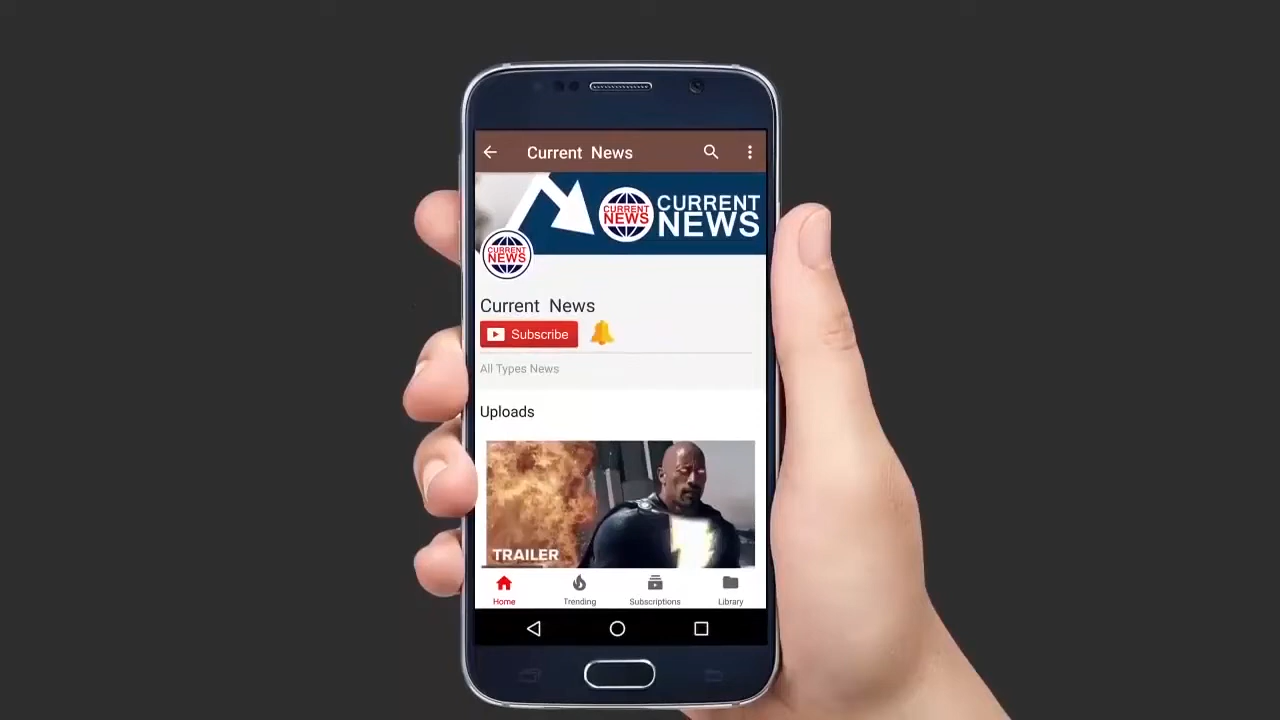 Current News
CURRENT
NEWS
CURRENT
NEWS
CURRENT
NEWS
Current News
Subscribe
All Types News
Uploads
TRAILER
Home
Trending
Subscriptions
Library